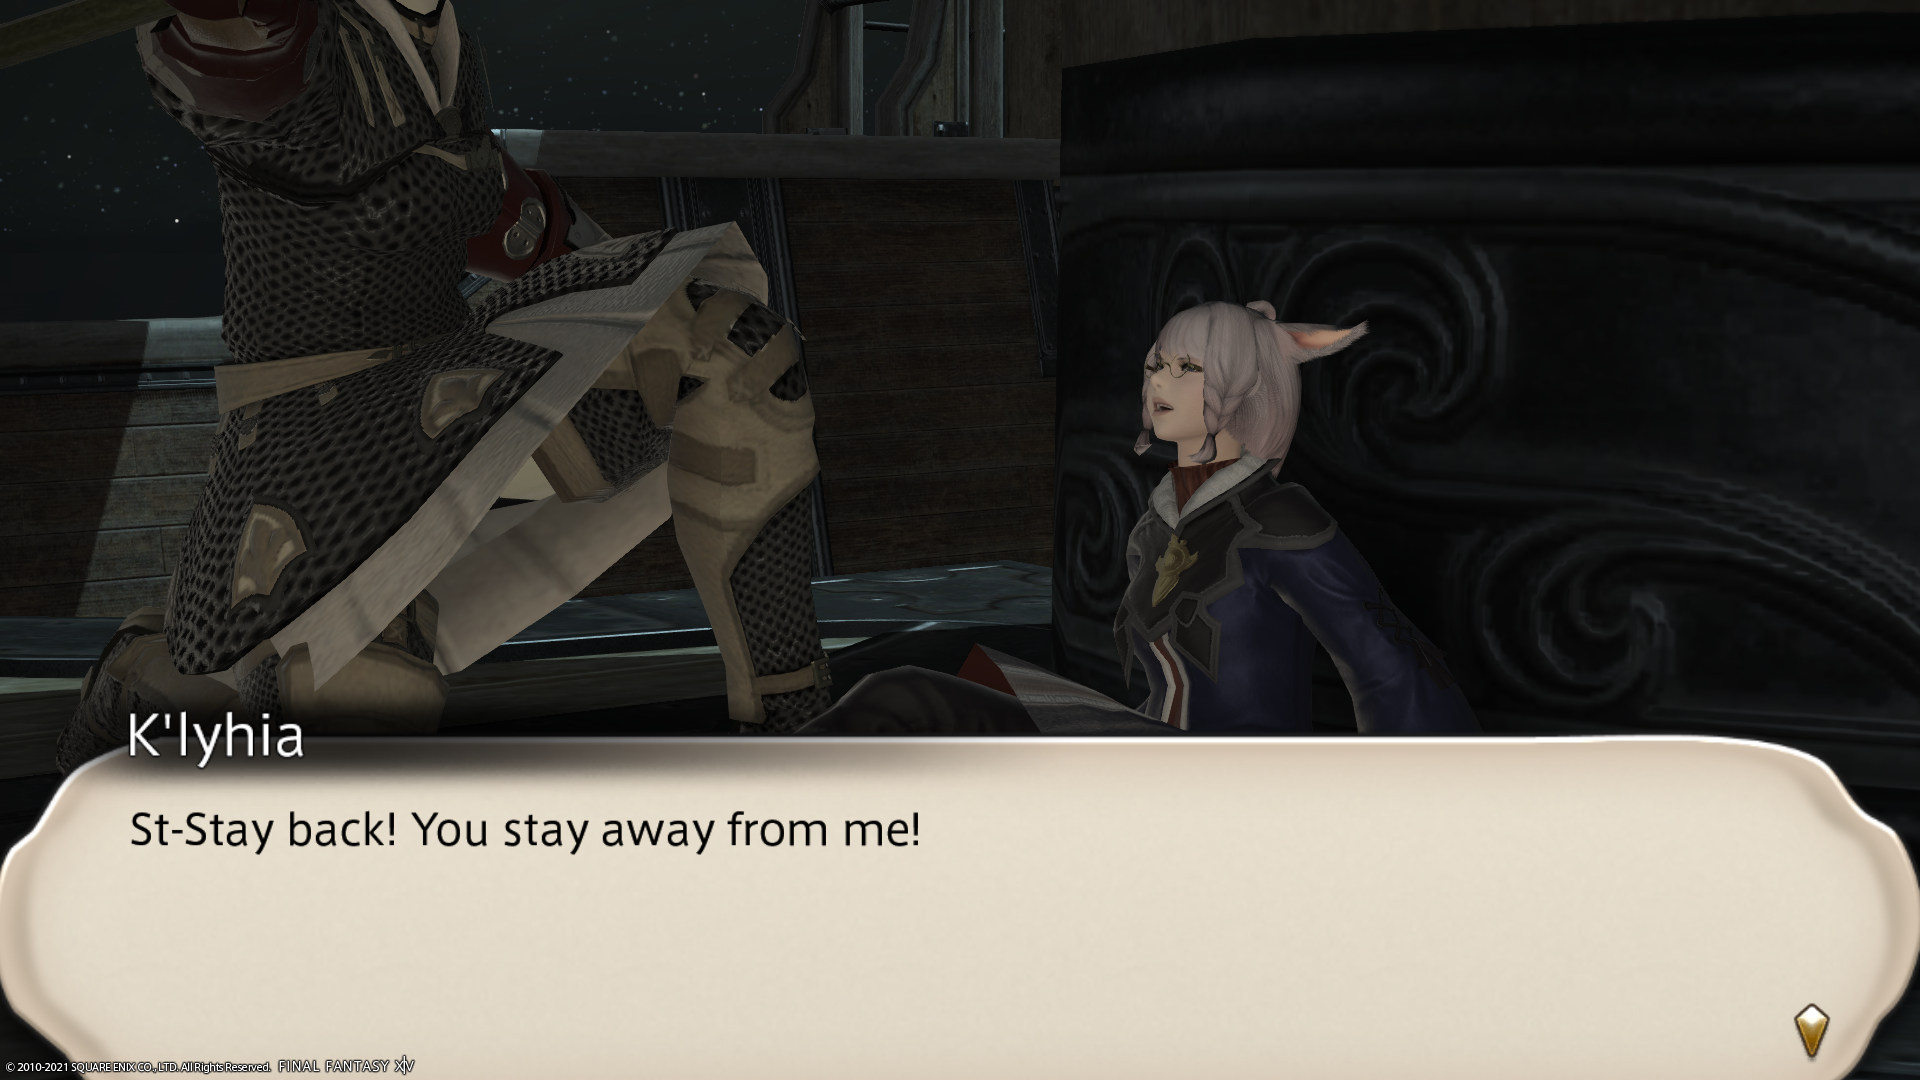 K'lyhia
St-Stay back! You stay away from me!
© 2010-2021 SQUARE ENIX CO., LTD. All Rights Reserved. FINAL FANTASY XIV